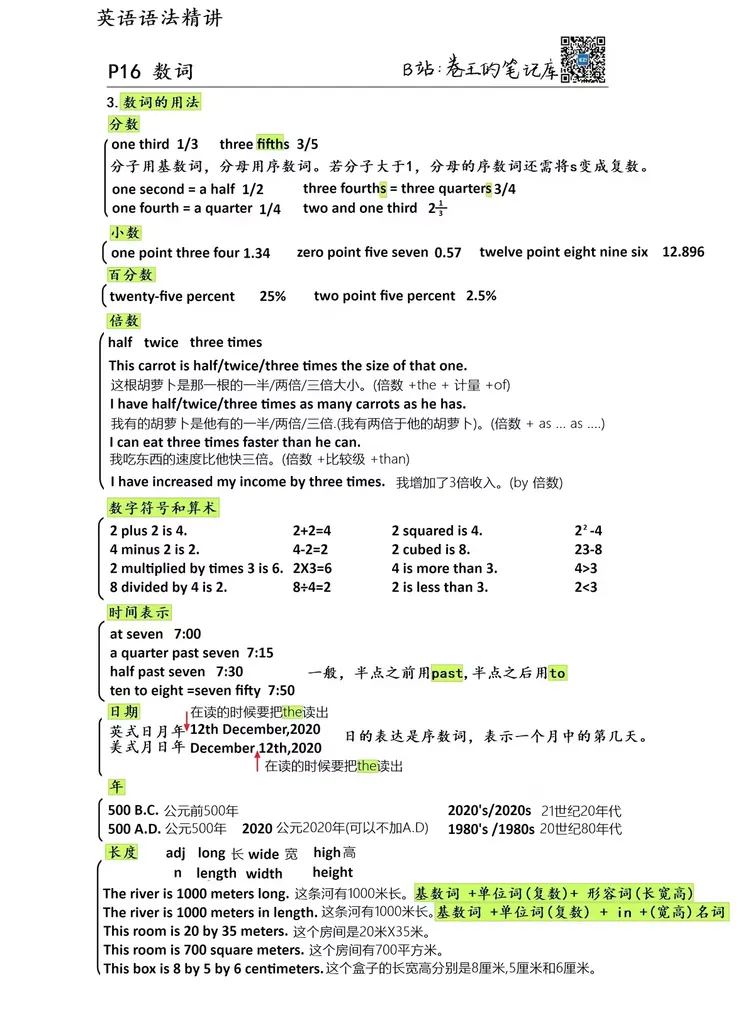 英语语法精讲
P16 数词 B站:卷王的笔记库
3.数词的用法
分数
one third 1/3 three fifths 3/5
分子用基数词，分母用序数词。若分子大于1，分母的序数词还需将s变成复数。
one second = a half 1/2 three fourths = three quarters 3/4
one fourth = a quarter 1/4 two and one third 2⅓
小数
one point three four 1.34 zero point five seven 0.57 twelve point eight nine six 12.896
百分数
twenty-five percent 25% two point five percent 2.5%
倍数
half twice three times
This carrot is half/twice/three times the size of that one.
这根胡萝卜是那一根的一半/两倍/三倍大小。(倍数 +the + 计量 +of)
I have half/twice/three times as many carrots as he has.
我有的胡萝卜是他有的一半/两倍/三倍.(我有两倍于他的胡萝卜)。(倍数 + as ... as ....)
I can eat three times faster than he can.
我吃东西的速度比他快三倍。(倍数 +比较级 +than)
I have increased my income by three times. 我增加了3倍收入。(by 倍数)
数字符号和算术
2 plus 2 is 4. 2+2=4 2 squared is 4. 2²-4
4 minus 2 is 2. 4-2=2 2 cubed is 8. 23-8
2 multiplied by times 3 is 6. 2X3=6 4 is more than 3. 4>3
8 divided by 4 is 2. 8÷4=2 2 is less than 3. 2<3
时间表示
at seven 7:00
a quarter past seven 7:15
half past seven 7:30 一般，半点之前用past,半点之后用to
ten to eight =seven fifty 7:50
日期 在读的时候要把the读出
英式日月年 12th December,2020
美式月日年 December 12th,2020 日的表达是序数词，表示一个月中的第几天。
在读的时候要把the读出
年
500 B.C. 公元前500年 2020's/2020s 21世纪20年代
500 A.D. 公元500年 2020 公元2020年(可以不加A.D) 1980's /1980s 20世纪80年代
长度 adj long 长 wide 宽 high 高
n length width height
The river is 1000 meters long. 这条河有1000米长。基数词 +单位词(复数)+ 形容词(长宽高)
The river is 1000 meters in length. 这条河有1000米长。基数词 +单位词(复数) + in +(宽高)名词
This room is 20 by 35 meters. 这个房间是20米X35米。
This room is 700 square meters. 这个房间有700平方米。
This box is 8 by 5 by 6 centimeters. 这个盒子的长宽高分别是8厘米,5厘米和6厘米。